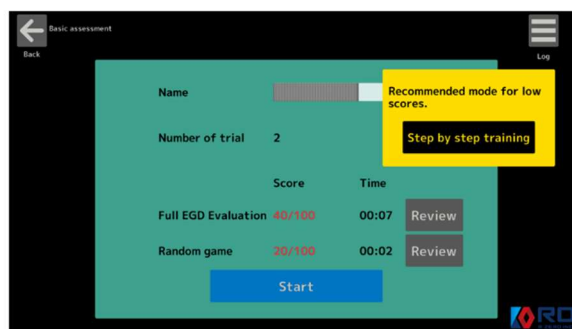 Basic assessment
Back
Log
Name
Recommended mode for low
scores.
Step by step training
Number of trial 2
Score Time
Full EGD Evaluation 40/100 00:07 Review
Random game 20/100 00:02 Review
Start